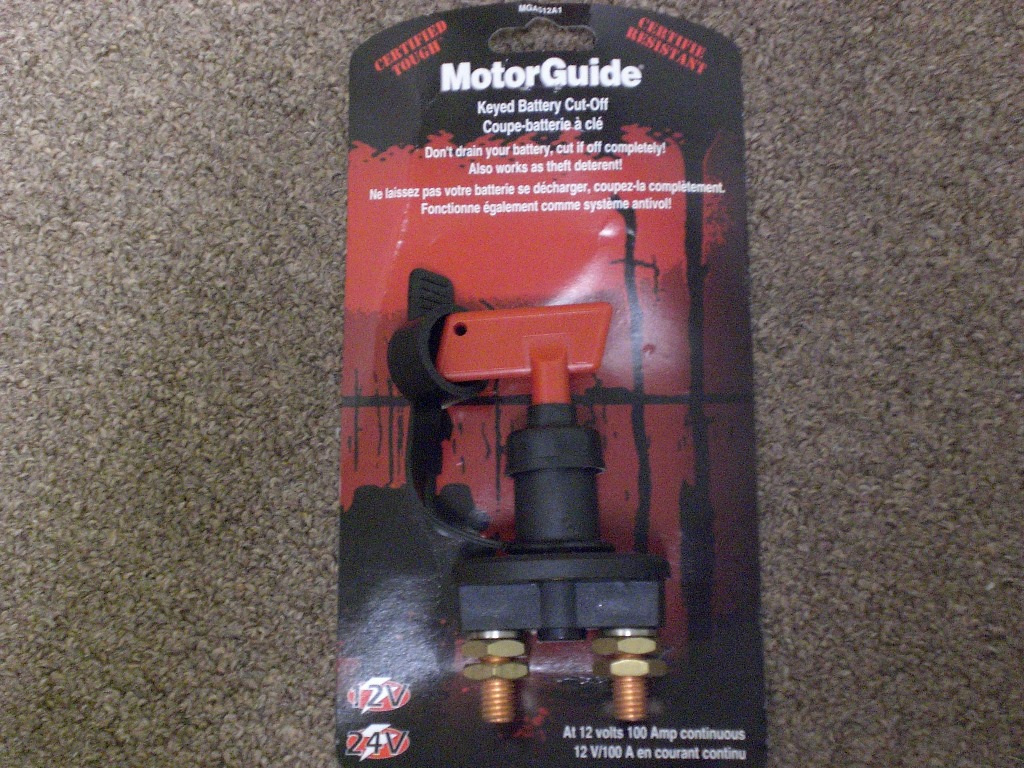 MGA512A1
CERTIFIED
TOUGH
CERTIFIE
RESISTANT
MotorGuide
Keyed Battery Cut-Off
Coupe-batterie à clé
Don't drain your battery, cut if off completely!
Also works as theft deterent!
Ne laissez pas votre batterie se décharger, coupez-la complètement.
Fonctionne également comme système antivol!
12V
24V
At 12 volts 100 Amp continuous
12 V/100 A en courant continu